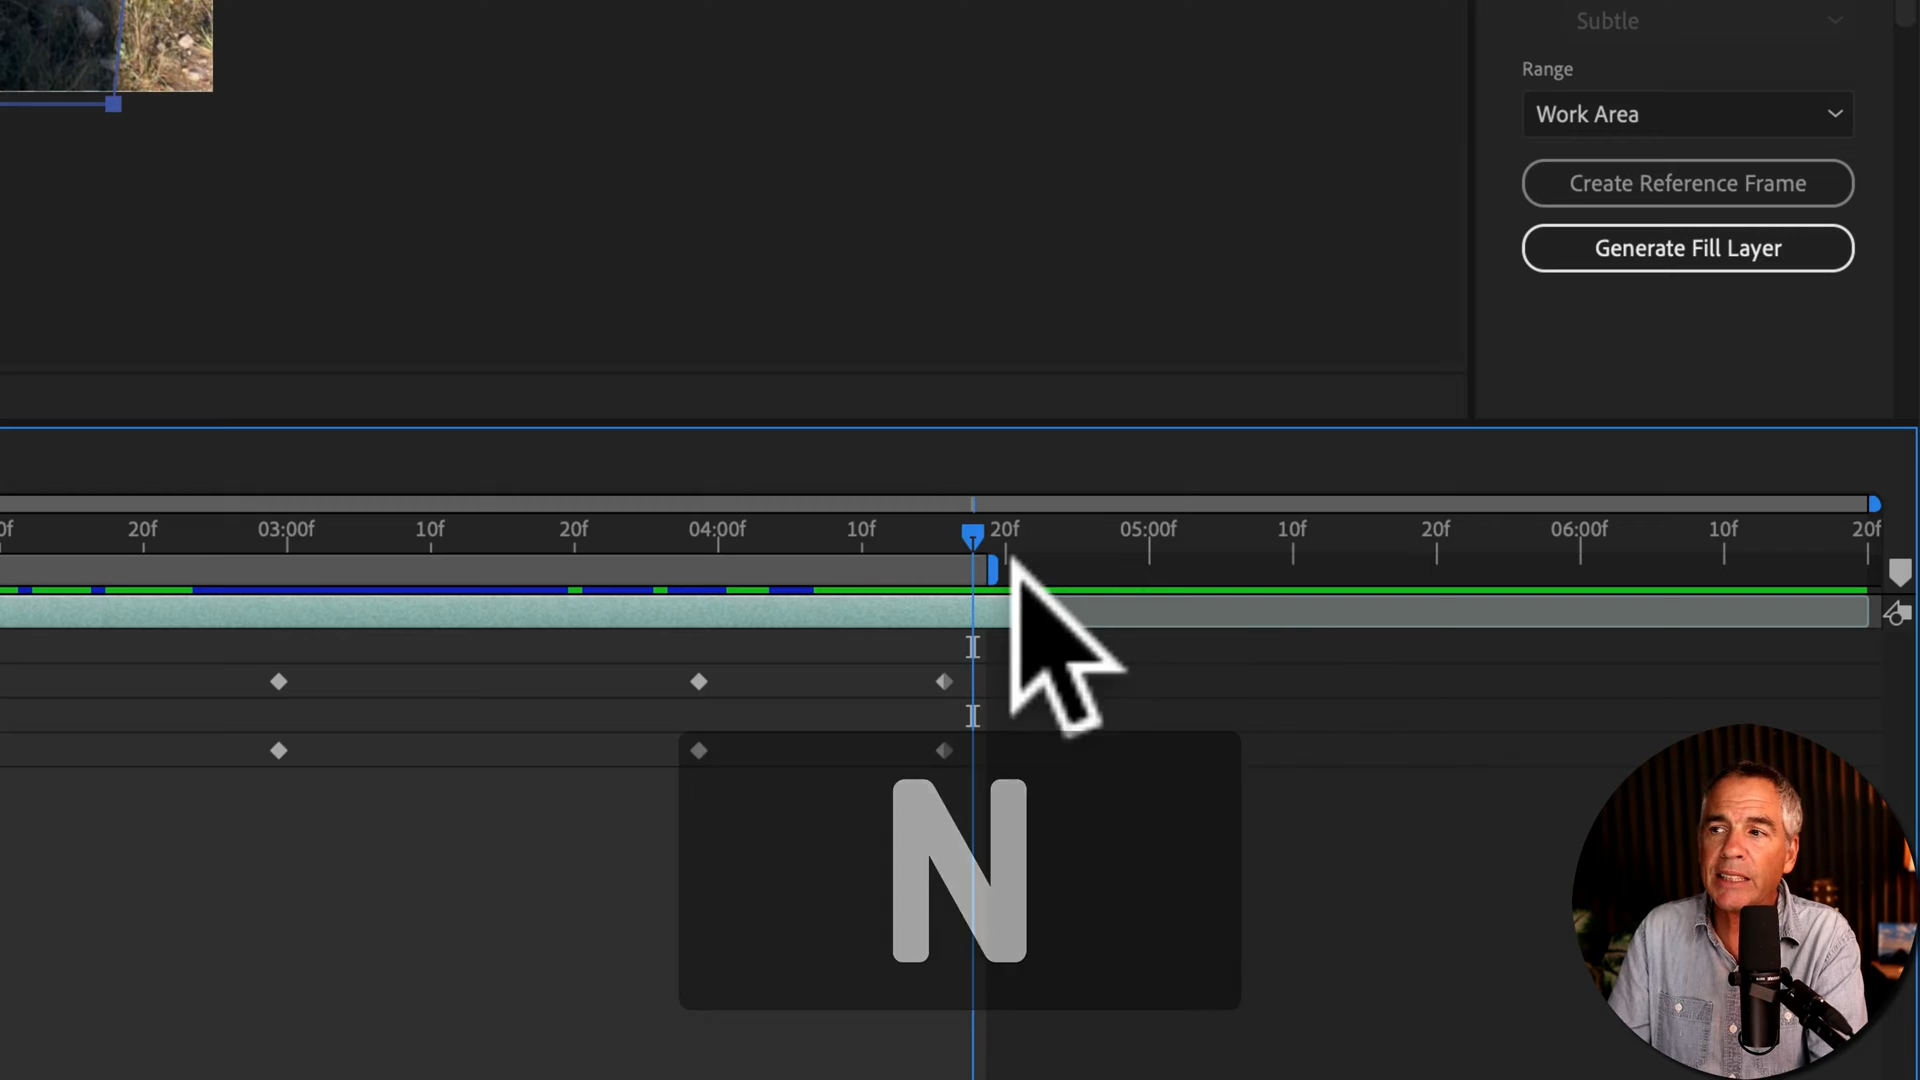 Subtle
Range
Work Area
Create Reference Frame
Generate Fill Layer
0f 20f 03:00f 10f 20f 04:00f 10f 20f 05:00f 10f 20f 06:00f 10f 20f
N